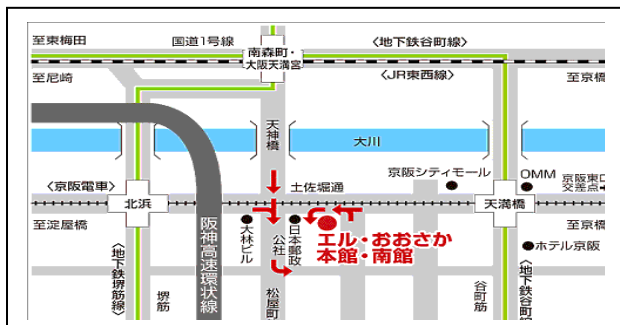 至東梅田
国道1号線
南森町・
大阪天満宮
〈地下鉄谷町線〉
至尼崎
〈JR東西線〉
至京橋
天神橋
大川
〈京阪電車〉
北浜
土佐堀通
京阪シティモール
OMM
京阪東口
交差点
天満橋
至淀屋橋
阪神高速環状線
大林ビル
公社
日本郵政
エル・おおさか
本館・南館
至京橋
ホテル京阪
〈地下鉄堺筋線〉
堺筋
松屋町
谷町筋
〈地下鉄谷町線〉